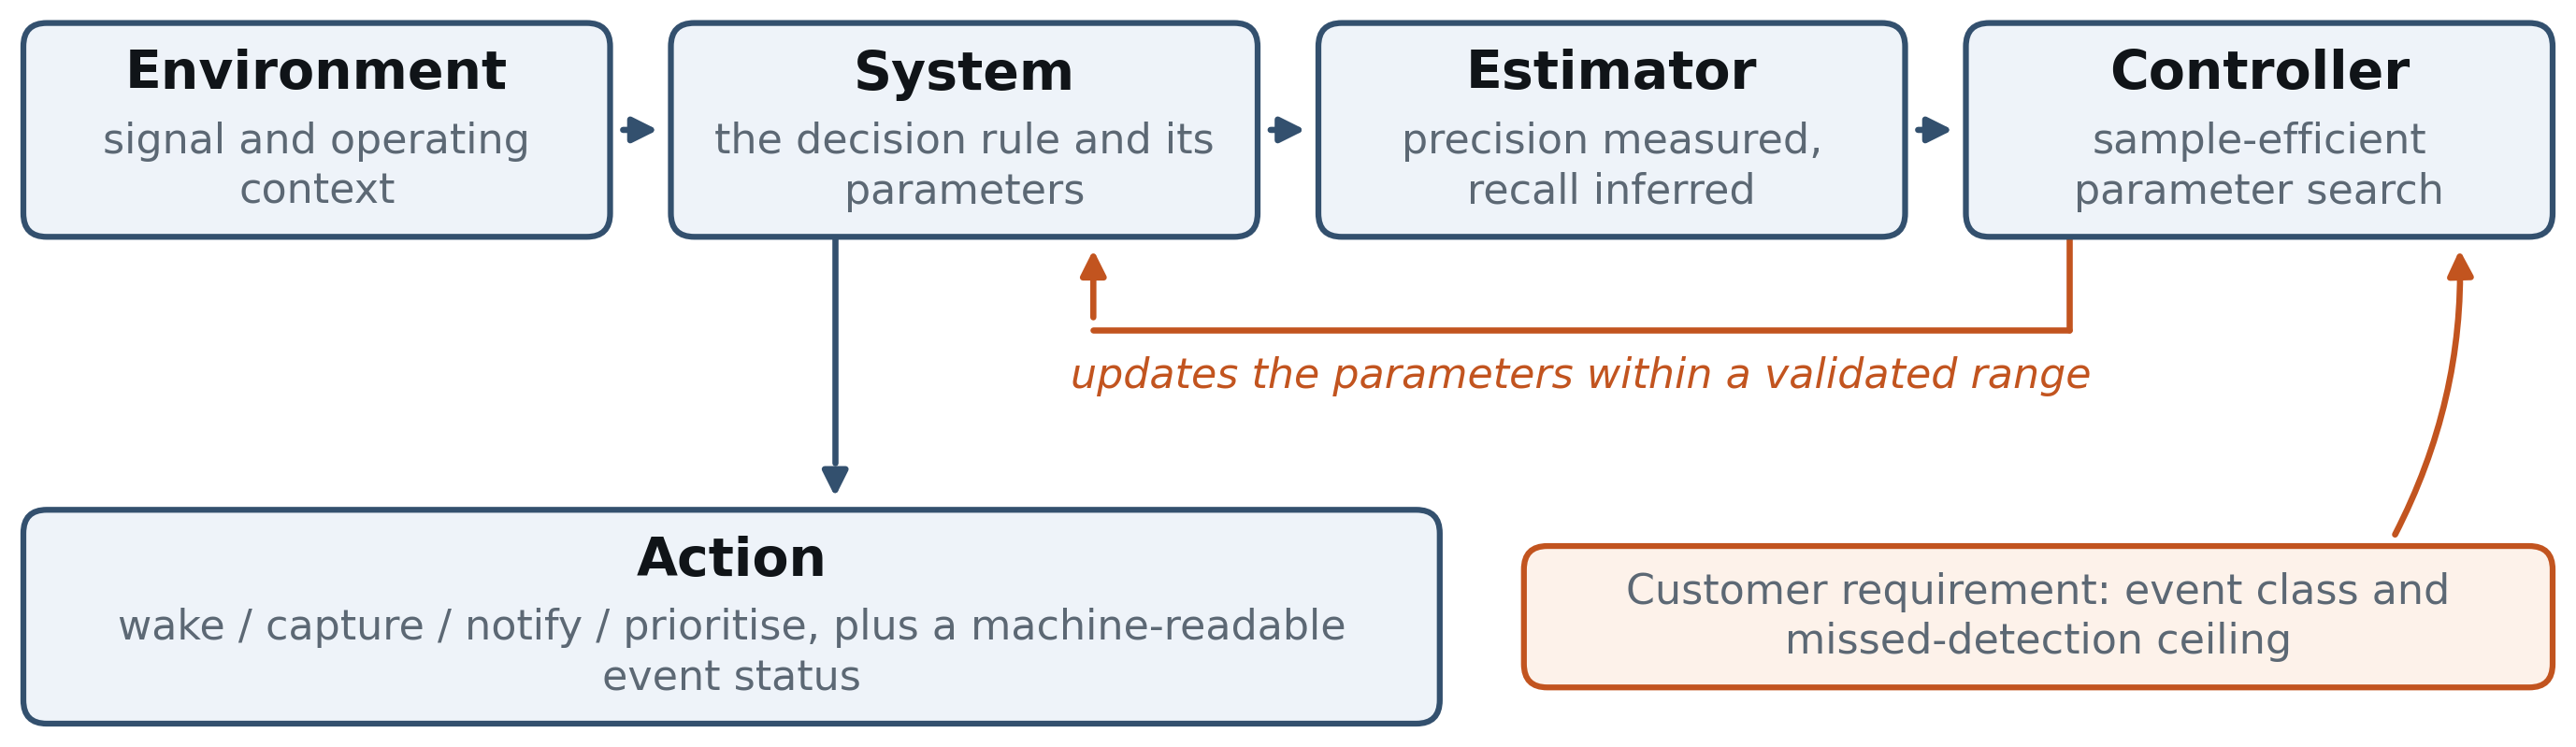 Environment
signal and operating
context
System
the decision rule and its
parameters
Estimator
precision measured,
recall inferred
Controller
sample-efficient
parameter search
updates the parameters within a validated range
Action
wake / capture / notify / prioritise, plus a machine-readable
event status
Customer requirement: event class and
missed-detection ceiling